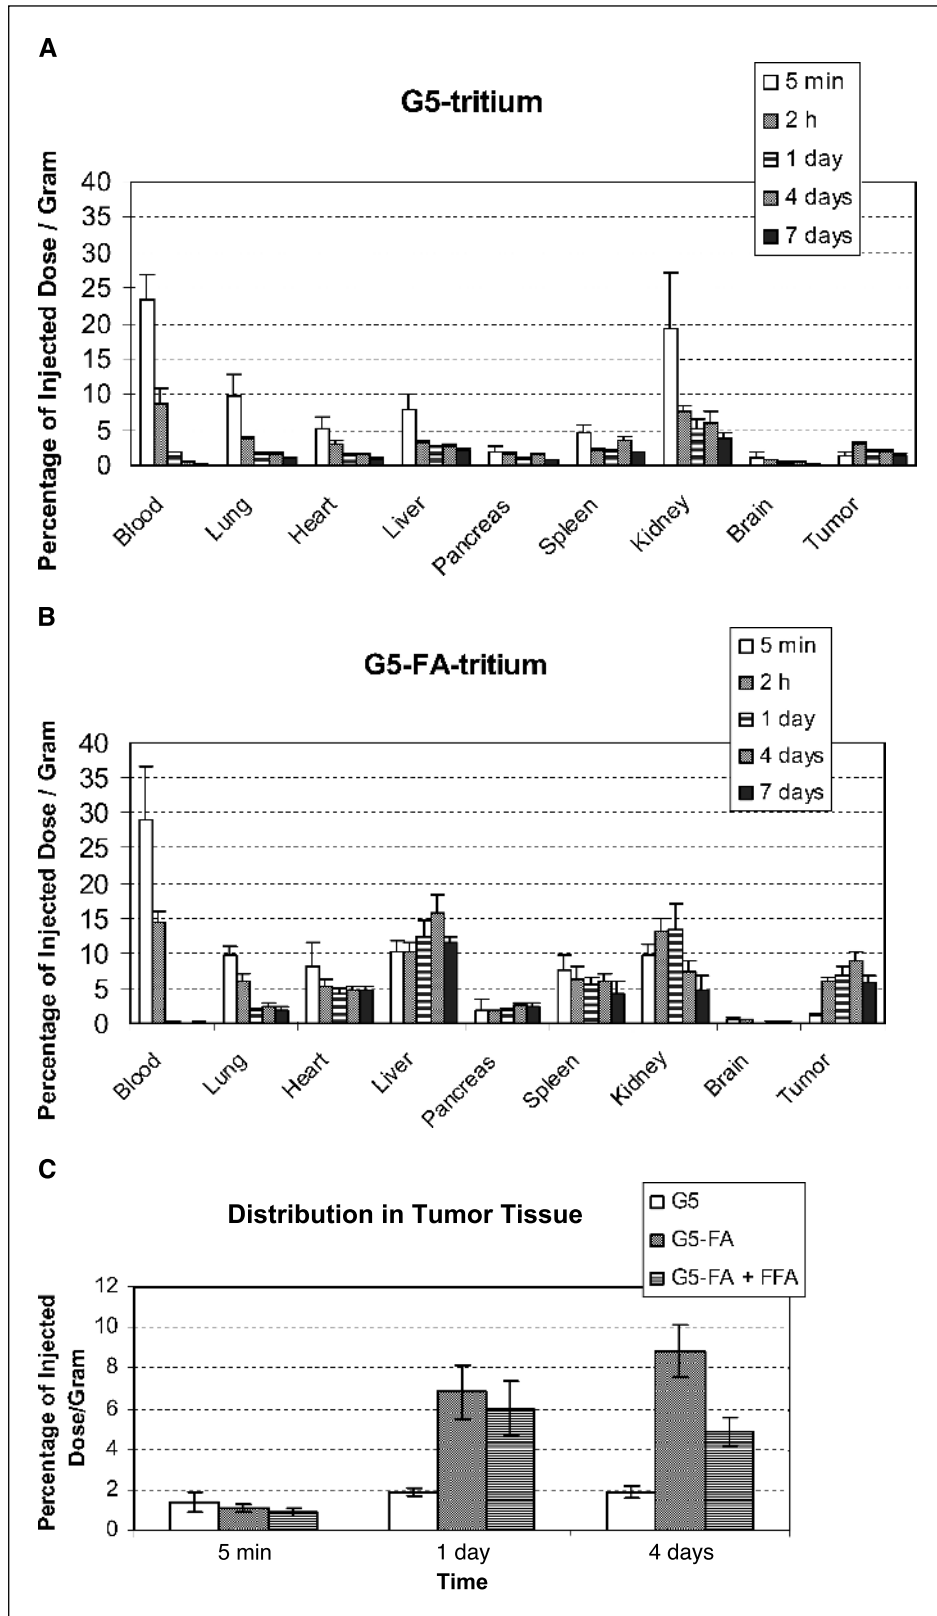 A
G5-tritium
5 min
2 h
1 day
4 days
7 days
Percentage of Injected Dose / Gram
40
35
30
25
20
15
10
5
0
Blood
Lung
Heart
Liver
Pancreas
Spleen
Kidney
Brain
Tumor
B
G5-FA-tritium
5 min
2 h
1 day
4 days
7 days
Percentage of Injected Dose / Gram
40
35
30
25
20
15
10
5
0
Blood
Lung
Heart
Liver
Pancreas
Spleen
Kidney
Brain
Tumor
C
Distribution in Tumor Tissue
G5
G5-FA
G5-FA + FFA
Percentage of Injected
Dose/Gram
12
10
8
6
4
2
0
5 min
1 day
4 days
Time